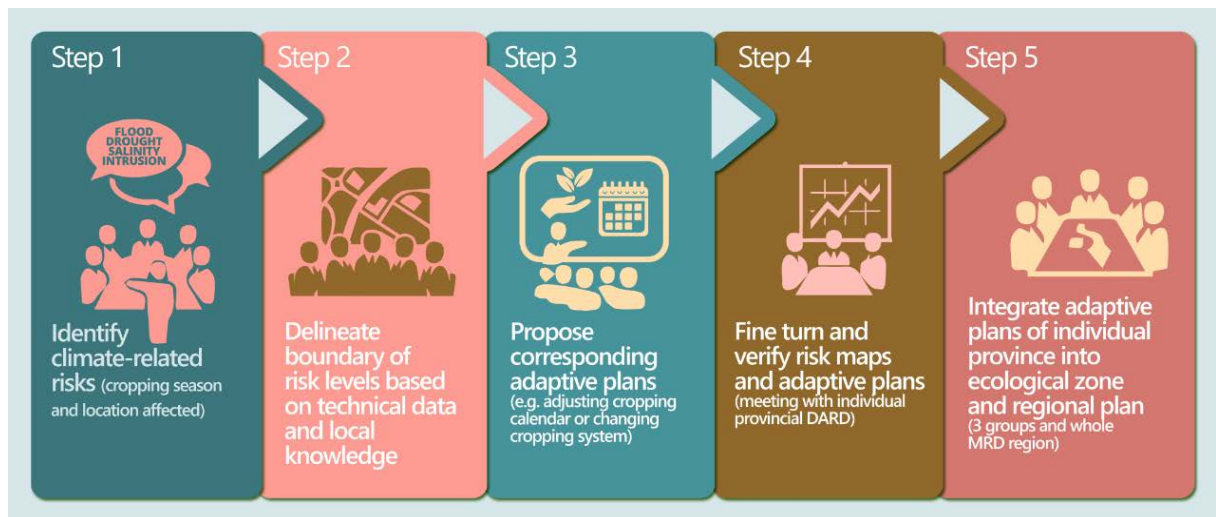 Step 1
FLOOD
DROUGHT
SALINITY
INTRUSION
Identify
climate-related
risks (cropping season
and location affected)
Step 2
Delineate
boundary of
risk levels based
on technical data
and local
knowledge
Step 3
Propose
corresponding
adaptive plans
(e.g. adjusting cropping
calendar or changing
cropping system)
Step 4
Fine turn and
verify risk maps
and adaptive plans
(meeting with individual
provincial DARD)
Step 5
Integrate adaptive
plans of individual
province into
ecological zone
and regional plan
(3 groups and whole
MRD region)